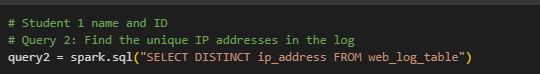 # Student 1 name and ID
# Query 2: Find the unique IP addresses in the log
query2 = spark.sql("SELECT DISTINCT ip_address FROM web_log_table")